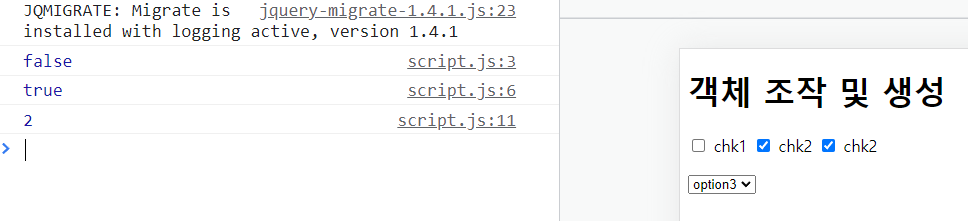 JQMIGRATE: Migrate is jquery-migrate-1.4.1.js:23
installed with logging active, version 1.4.1
false script.js:3
true script.js:6
2 script.js:11
객체 조작 및 생성
chk1 chk2 chk2
option3